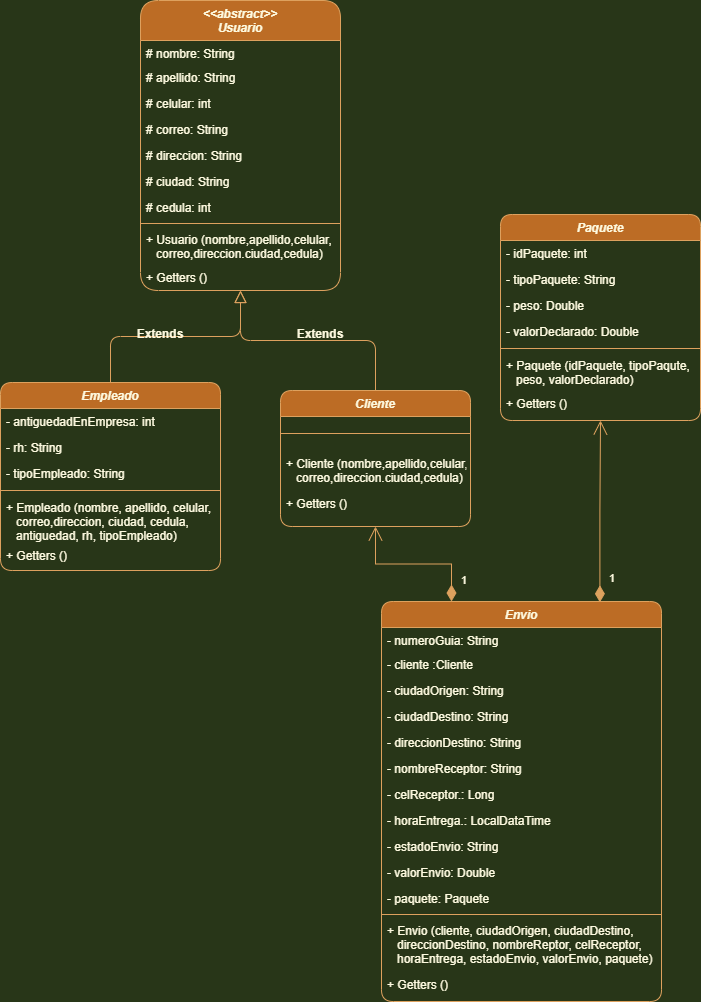 <<abstract>>
Usuario
# nombre: String
# apellido: String
# celular: int
# correo: String
# direccion: String
# ciudad: String
# cedula: int
+ Usuario (nombre,apellido,celular,
correo,direccion.ciudad,cedula)
+ Getters ()
Extends
Extends
Empleado
- antiguedadEnEmpresa: int
- rh: String
- tipoEmpleado: String
+ Empleado (nombre, apellido, celular,
correo,direccion, ciudad, cedula,
antiguedad, rh, tipoEmpleado)
+ Getters ()
Cliente
+ Cliente (nombre,apellido,celular,
correo,direccion.ciudad,cedula)
+ Getters ()
Paquete
- idPaquete: int
- tipoPaquete: String
- peso: Double
- valorDeclarado: Double
+ Paquete (idPaquete, tipoPaqute,
peso, valorDeclarado)
+ Getters ()
1
1
Envio
- numeroGuia: String
- cliente :Cliente
- ciudadOrigen: String
- ciudadDestino: String
- direccionDestino: String
- nombreReceptor: String
- celReceptor.: Long
- horaEntrega.: LocalDataTime
- estadoEnvio: String
- valorEnvio: Double
- paquete: Paquete
+ Envio (cliente, ciudadOrigen, ciudadDestino,
direccionDestino, nombreReptor, celReceptor,
horaEntrega, estadoEnvio, valorEnvio, paquete)
+ Getters ()